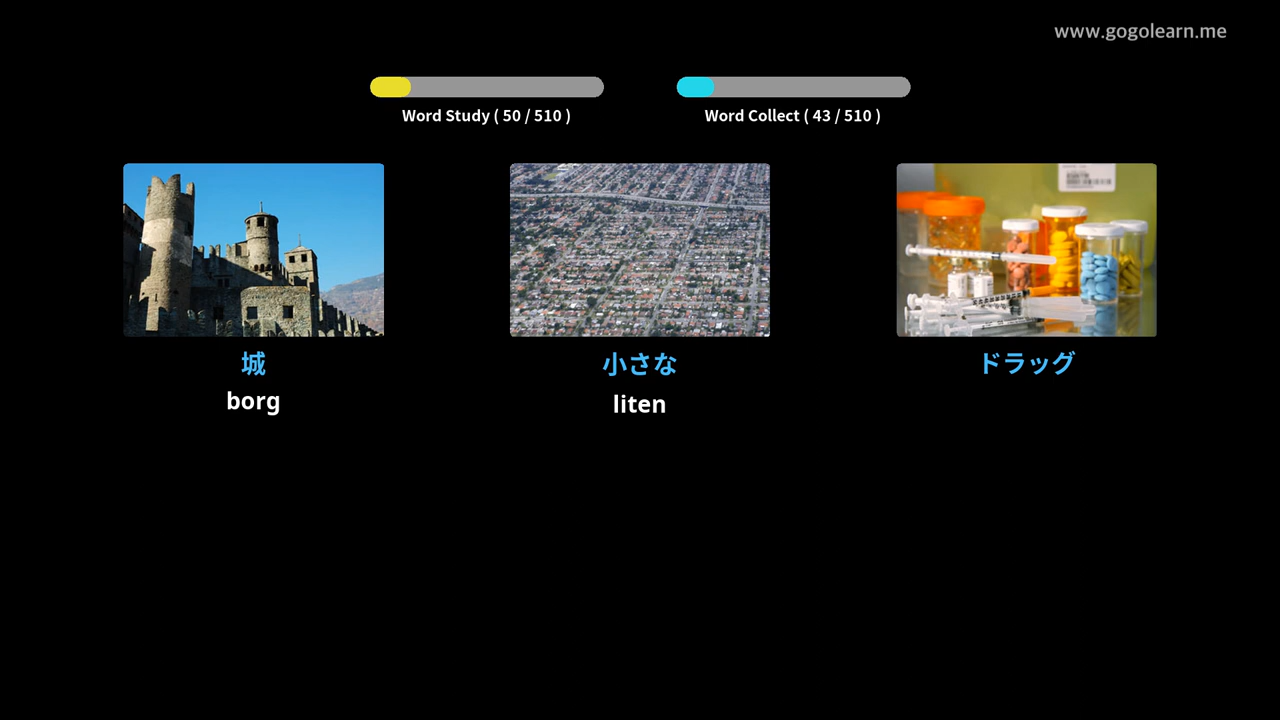 www.gogolearn.me
Word Study ( 50 / 510 )
Word Collect ( 43 / 510 )
城
小さな
ドラッグ
borg
liten